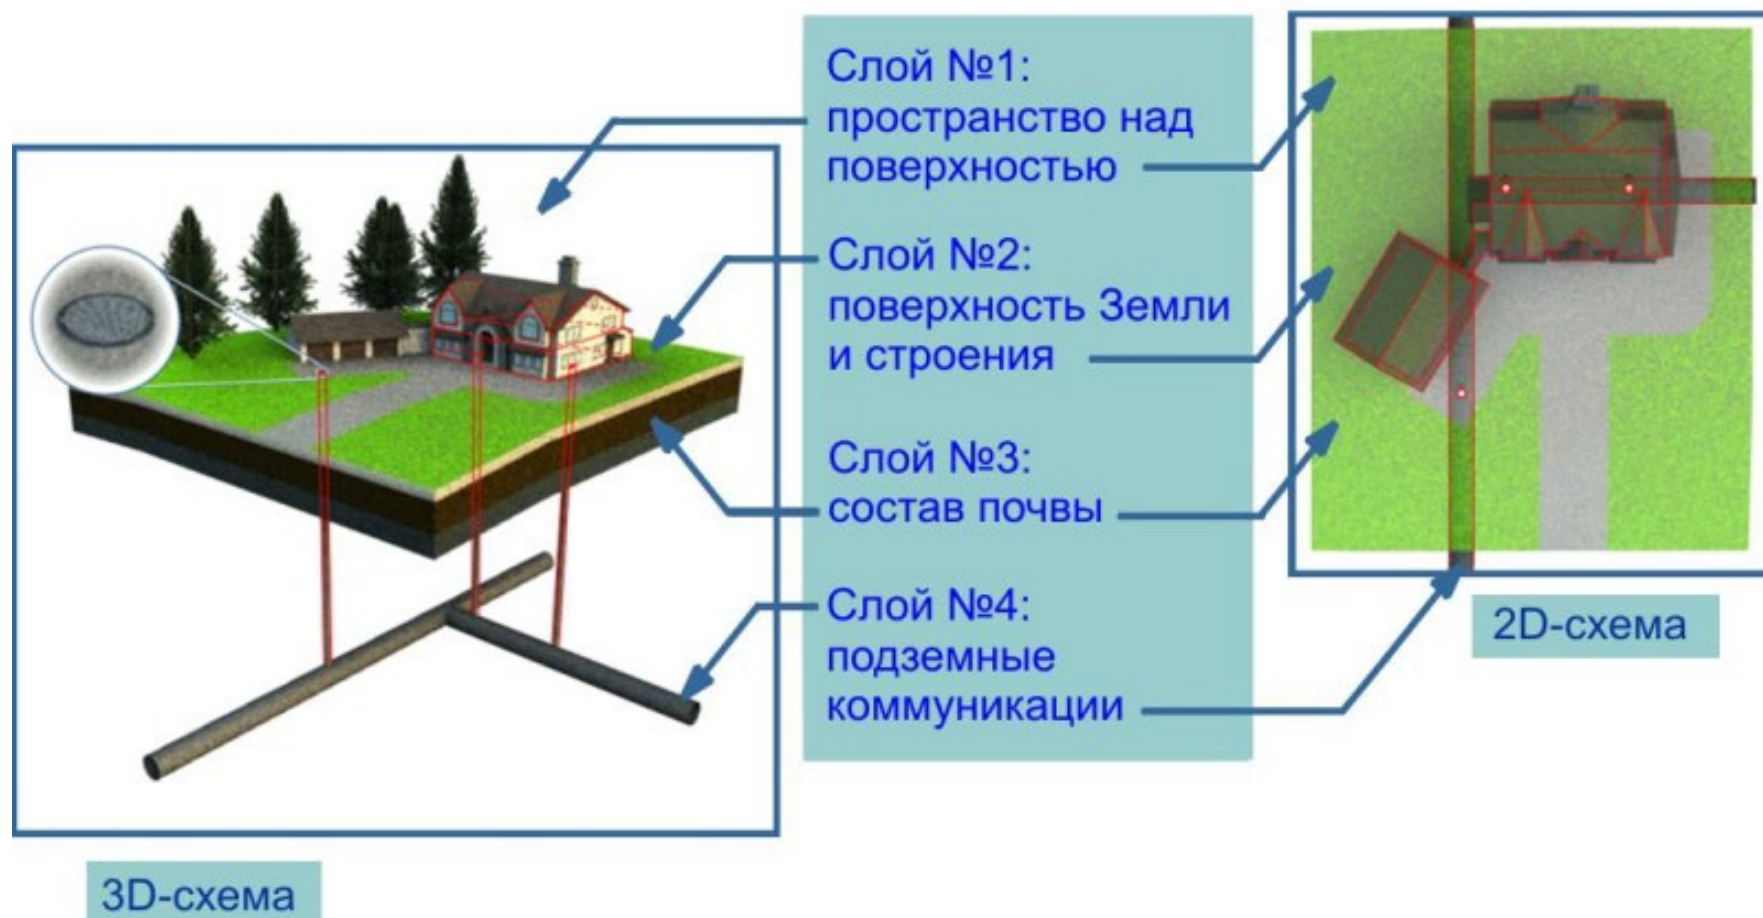 Слой №1:
пространство над
поверхностью
Слой №2:
поверхность Земли
и строения
Слой №3:
состав почвы
Слой №4:
подземные
коммуникации
2D-схема
3D-схема